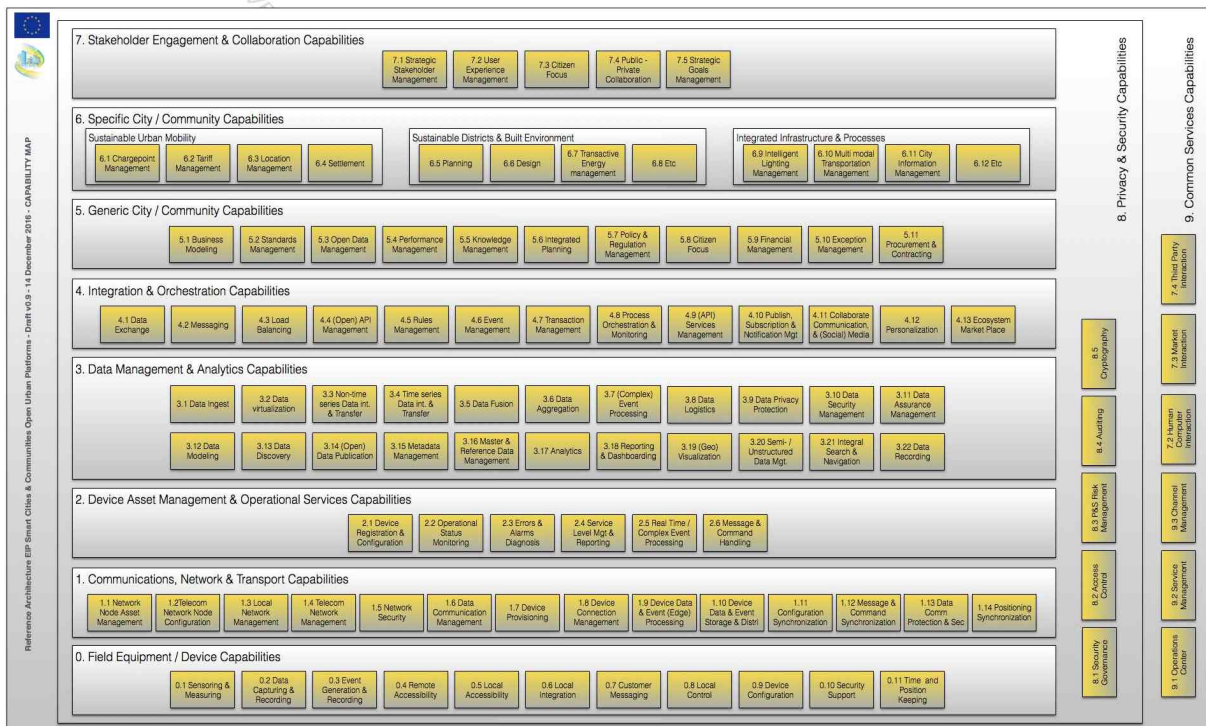 7. Stakeholder Engagement & Collaboration Capabilities
7.1 Strategic
Stakeholder
Management
7.2 User
Experience
Management
7.3 Citizen
Focus
7.4 Public -
Private
Collaboration
7.5 Strategic
Goals
Management
6. Specific City / Community Capabilities
Sustainable Urban Mobility
6.1 Chargepoint
Management
6.2 Tariff
Management
6.3 Location
Management
6.4 Settlement
Sustainable Districts & Built Environment
6.5 Planning
6.6 Design
6.7 Transactive
Energy
management
6.8 Etc
Integrated Infrastructure & Processes
6.9 Intelligent
Lighting
Management
6.10 Multi modal
Transportation
Management
6.11 City
Information
Management
6.12 Etc
5. Generic City / Community Capabilities
5.1 Business
Modeling
5.2 Standards
Management
5.3 Open Data
Management
5.4 Performance
Management
5.5 Knowledge
Management
5.6 Integrated
Planning
5.7 Policy &
Regulation
Management
5.8 Citizen
Focus
5.9 Financial
Management
5.10 Exception
Management
5.11
Procurement &
Contracting
4. Integration & Orchestration Capabilities
4.1 Data
Exchange
4.2 Messaging
4.3 Load
Balancing
4.4 (Open) API
Management
4.5 Rules
Management
4.6 Event
Management
4.7 Transaction
Management
4.8 Process
Orchestration &
Monitoring
4.9 (API)
Services
Management
4.10 Publish,
Subscription &
Notification Mgt
4.11 Collaborate
Communication,
& (Social) Media
4.12
Personalization
4.13 Ecosystem
Market Place
3. Data Management & Analytics Capabilities
3.1 Data Ingest
3.2 Data
virtualization
3.3 Non-time
series Data int.
& Transfer
3.4 Time series
Data int. &
Transfer
3.5 Data Fusion
3.6 Data
Aggregation
3.7 (Complex)
Event
Processing
3.8 Data
Logistics
3.9 Data Privacy
Protection
3.10 Data
Security
Management
3.11 Data
Assurance
Management
3.12 Data
Modeling
3.13 Data
Discovery
3.14 (Open)
Data Publication
3.15 Metadata
Management
3.16 Master &
Reference Data
Management
3.17 Analytics
3.18 Reporting
& Dashboarding
3.19 (Geo)
Visualization
3.20 Semi- /
Unstructured
Data Mgt.
3.21 Integral
Search &
Navigation
3.22 Data
Recording
2. Device Asset Management & Operational Services Capabilities
2.1 Device
Registration &
Configuration
2.2 Operational
Status
Monitoring
2.3 Errors &
Alarms
Diagnosis
2.4 Service
Level Mgt &
Reporting
2.5 Real Time /
Complex Event
Processing
2.6 Message &
Command
Handling
1. Communications, Network & Transport Capabilities
1.1 Network
Node Asset
Management
1.2Telecom
Network Node
Configuration
1.3 Local
Network
Management
1.4 Telecom
Network
Management
1.5 Network
Security
1.6 Data
Communication
Management
1.7 Device
Provisioning
1.8 Device
Connection
Management
1.9 Device Data
& Event (Edge)
Processing
1.10 Device
Data & Event
Storage & Distri
1.11
Configuration
Synchronization
1.12 Message &
Command
Synchronization
1.13 Data
Comm
Protection & Sec
1.14 Positioning
Synchronization
0. Field Equipment / Device Capabilities
0.1 Sensoring &
Measuring
0.2 Data
Capturing &
Recording
0.3 Event
Generation &
Recording
0.4 Remote
Accessibility
0.5 Local
Accessibility
0.6 Local
Integration
0.7 Customer
Messaging
0.8 Local
Control
0.9 Device
Configuration
0.10 Security
Support
0.11 Time and
Position
Keeping
8. Privacy & Security Capabilities
8.5
Cryptography
8.4 Auditing
8.3 P&S Risk
Management
8.2 Access
Control
8.1 Security
Governance
9. Common Services Capabilities
7.4 Third Party
Interaction
7.3 Market
Interaction
7.2 Human
Computer
Interaction
9.3 Channel
Management
9.2 Service
Management
9.1 Operations
Center
Reference Architecture EIP Smart Cities & Communities Open Urban Platforms - Draft v0.9 - 14 December 2016 - CAPABILITY MAP